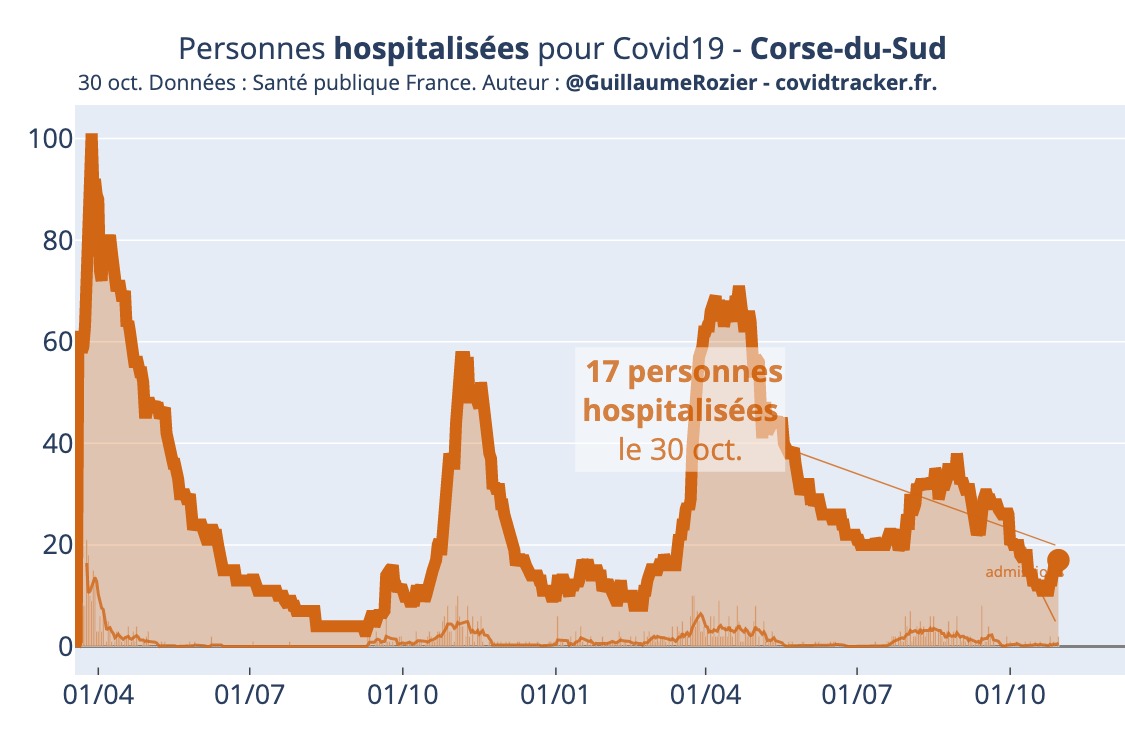 Personnes hospitalisées pour Covid19 - Corse-du-Sud
30 oct. Données : Santé publique France. Auteur : @GuillaumeRozier - covidtracker.fr.
100
80
60
40
20
0
17 personnes
hospitalisées
le 30 oct.
admissions
01/04
01/07
01/10
01/01
01/04
01/07
01/10